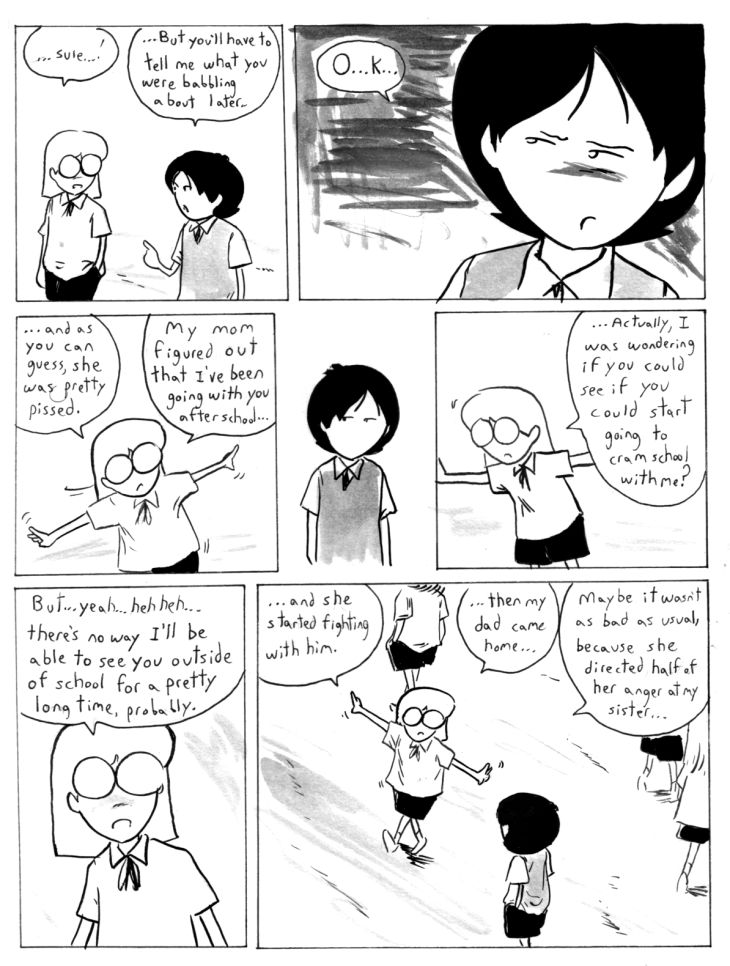 O...k...
...But you'll have to
tell me what you
were babbling
about later..
...sure...!
...Actually, I
was wondering
if you could
see if you
could start
going to
cram school
with me?
My mom
figured out
that I've been
going with you
after school...
...and as
you can
guess, she
was pretty
pissed.
Maybe it wasn't
as bad as usual,
because she
directed half of
her anger at my
sister...
...then my
dad came
home...
...and she
started fighting
with him.
But...yeah...heh heh...
there's no way I'll be
able to see you outside
of school for a pretty
long time, probably.